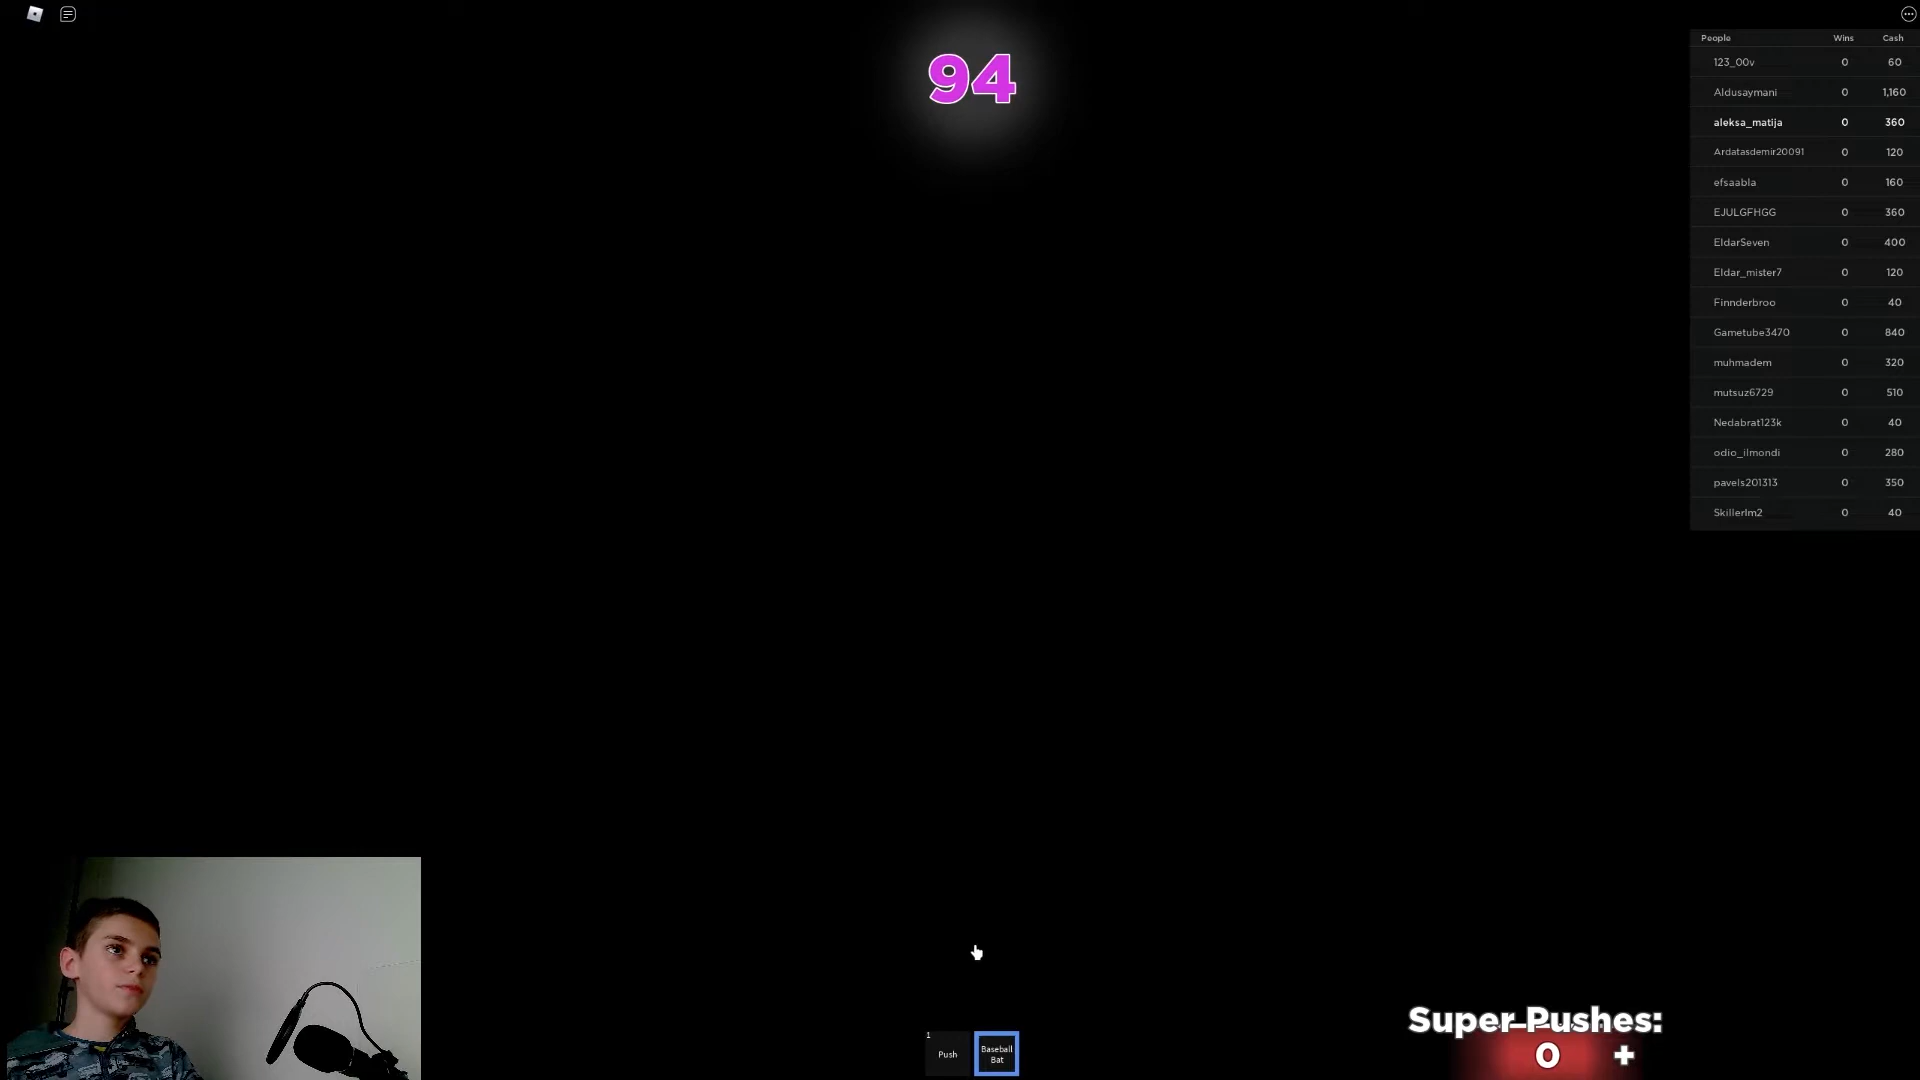 94
People Wins Cash
123_00v 0 60
Aldusaymani 0 1,160
aleksa_matija 0 360
Ardatasdemir20091 0 120
efsaabla 0 160
EJULGFHGG 0 360
EldarSeven 0 400
Eldar_mister7 0 120
Finnderbroo 0 40
Gametube3470 0 840
muhmadem 0 320
mutsuz6729 0 510
Nedabrat123k 0 40
odio_ilmondi 0 280
pavels201313 0 350
SkillerIm2 0 40
1
Push
Baseball
Bat
Super Pushes:
0 +